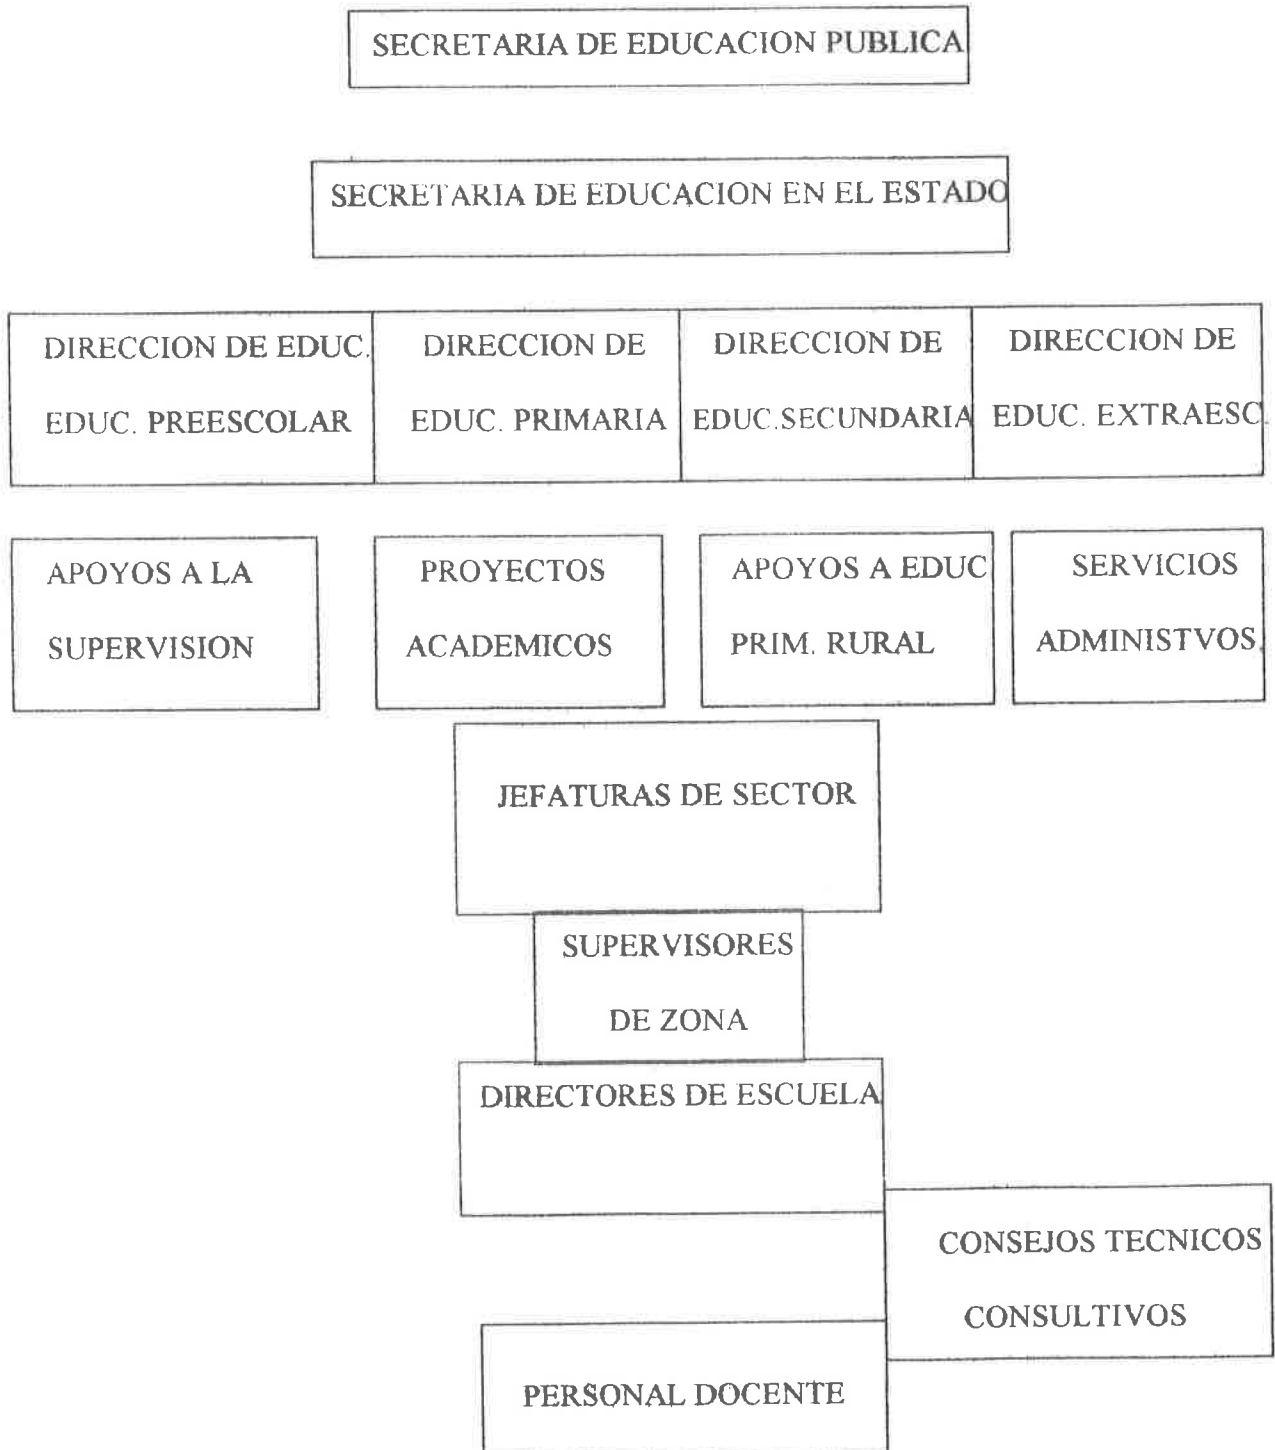 SECRETARIA DE EDUCACION PUBLICA
SECRETARIA DE EDUCACION EN EL ESTADO
DIRECCION DE EDUC.
EDUC. PREESCOLAR
DIRECCION DE
EDUC. PRIMARIA
DIRECCION DE
EDUC.SECUNDARIA
DIRECCION DE
EDUC. EXTRAESC.
APOYOS A LA
SUPERVISION
PROYECTOS
ACADEMICOS
APOYOS A EDUC
PRIM. RURAL
SERVICIOS
ADMINISTVOS.
JEFATURAS DE SECTOR
SUPERVISORES
DE ZONA
DIRECTORES DE ESCUELA
CONSEJOS TECNICOS
CONSULTIVOS
PERSONAL DOCENTE